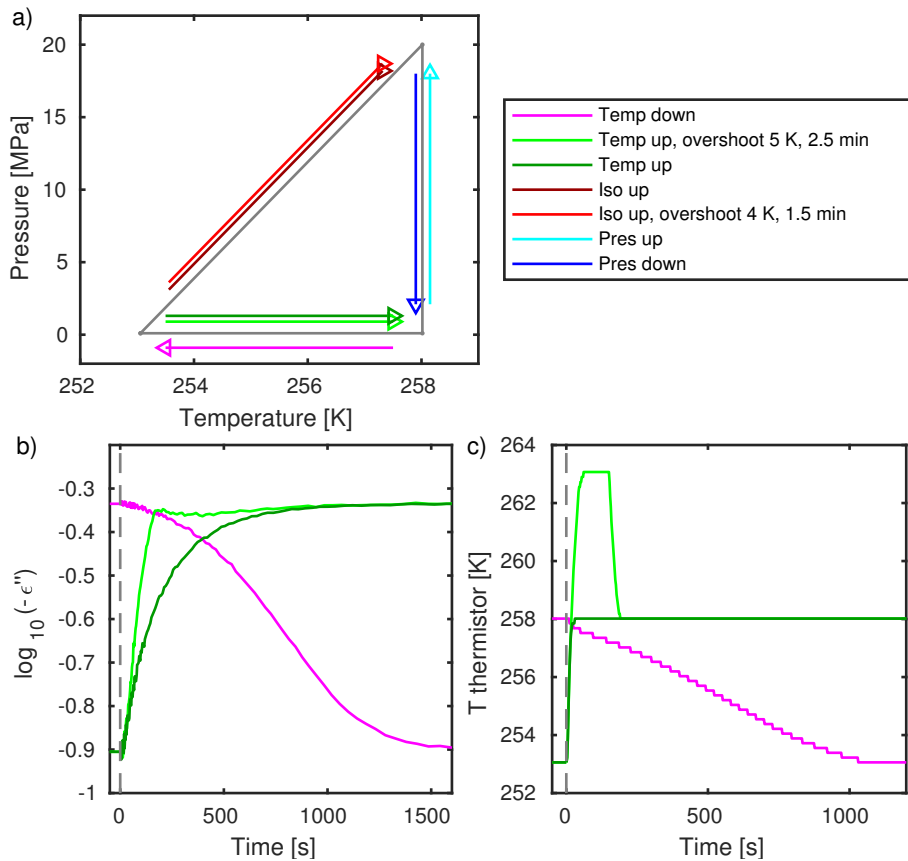 a)
20
15
10
5
0
Pressure [MPa]
252
254
256
258
Temperature [K]
Temp down
Temp up, overshoot 5 K, 2.5 min
Temp up
Iso up
Iso up, overshoot 4 K, 1.5 min
Pres up
Pres down
b)
-0.3
-0.4
-0.5
-0.6
-0.7
-0.8
-0.9
-1
log 10 (- ϵ")
0
500
1000
1500
Time [s]
c)
264
262
260
258
256
254
252
T thermistor [K]
0
500
1000
Time [s]